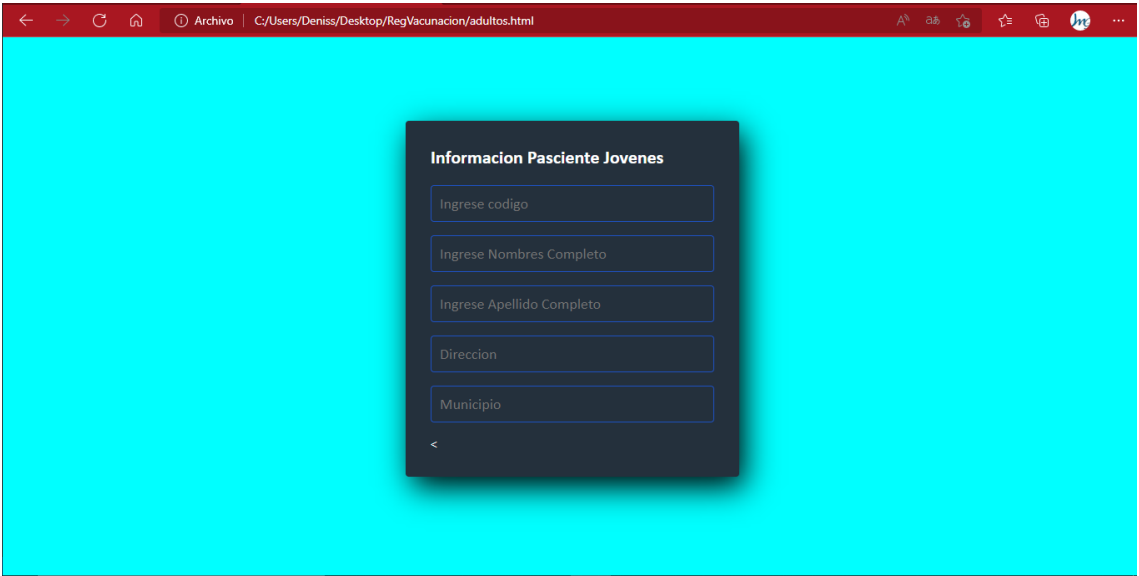 Archivo C:/Users/Deniss/Desktop/RegVacunacion/adultos.html
Informacion Pasciente Jovenes
Ingrese codigo
Ingrese Nombres Completo
Ingrese Apellido Completo
Direccion
Municipio
<